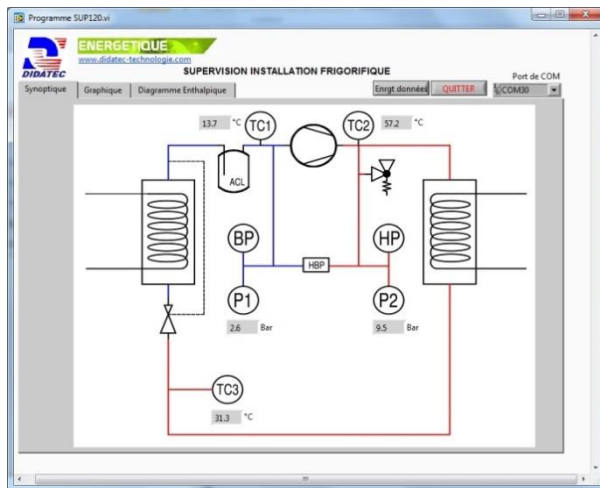 Programme SUP120.vi
DIDATEC
ENERGETIQUE
www.didatec-technologie.com
SUPERVISION INSTALLATION FRIGORIFIQUE
Port de COM
Synoptique Graphique Diagramme Enthalpique Enrgt données QUITTER COM30
13.7 °C TC1 TC2 57.2 °C
ACL
BP HP
HBP
P1 P2
2.6 Bar 9.5 Bar
TC3
31.3 °C